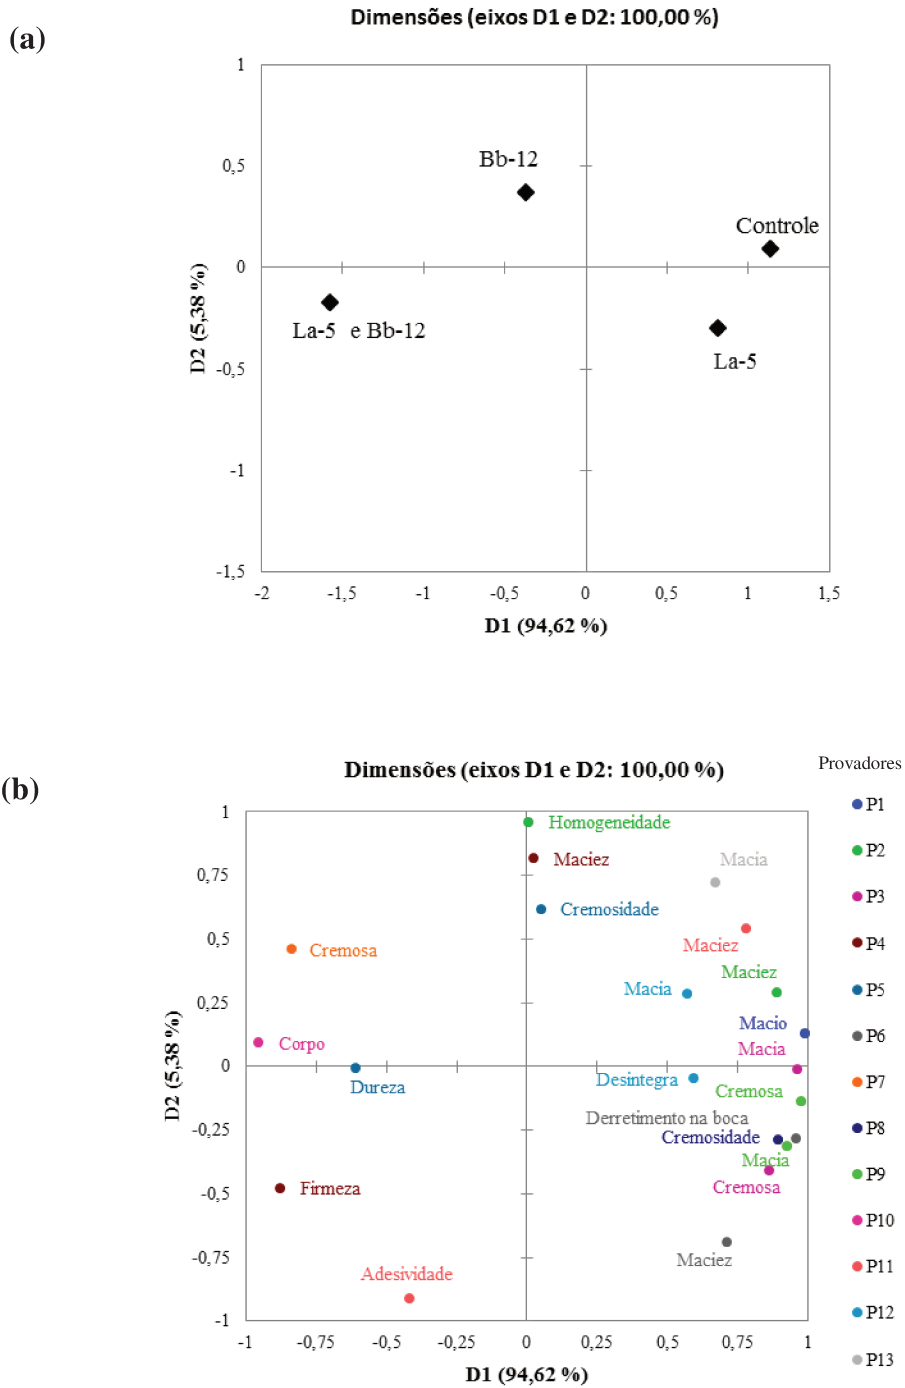 (a)
Dimensões (eixos D1 e D2: 100,00 %)
1
0,5
0
-0,5
-1
-1,5
D2 (5,38 %)
Bb-12
Controle
La-5 e Bb-12
La-5
-2 -1,5 -1 -0,5 0 0,5 1 1,5
D1 (94,62 %)
(b)
Dimensões (eixos D1 e D2: 100,00 %)
Provadores
1
0,75
0,5
0,25
0
-0,25
-0,5
-0,75
-1
D2 (5,38 %)
Homogeneidade
Maciez
Macia
Cremosidade
Cremosa
Maciez
Maciez
Macia
Macio
Corpo
Macia
Dureza
Desintegra
Cremosa
Derretimento na boca
Cremosidade
Macia
Firmeza
Cremosa
Maciez
Adesividade
-1 -0,75 -0,5 -0,25 0 0,25 0,5 0,75 1
D1 (94,62 %)
P1
P2
P3
P4
P5
P6
P7
P8
P9
P10
P11
P12
P13